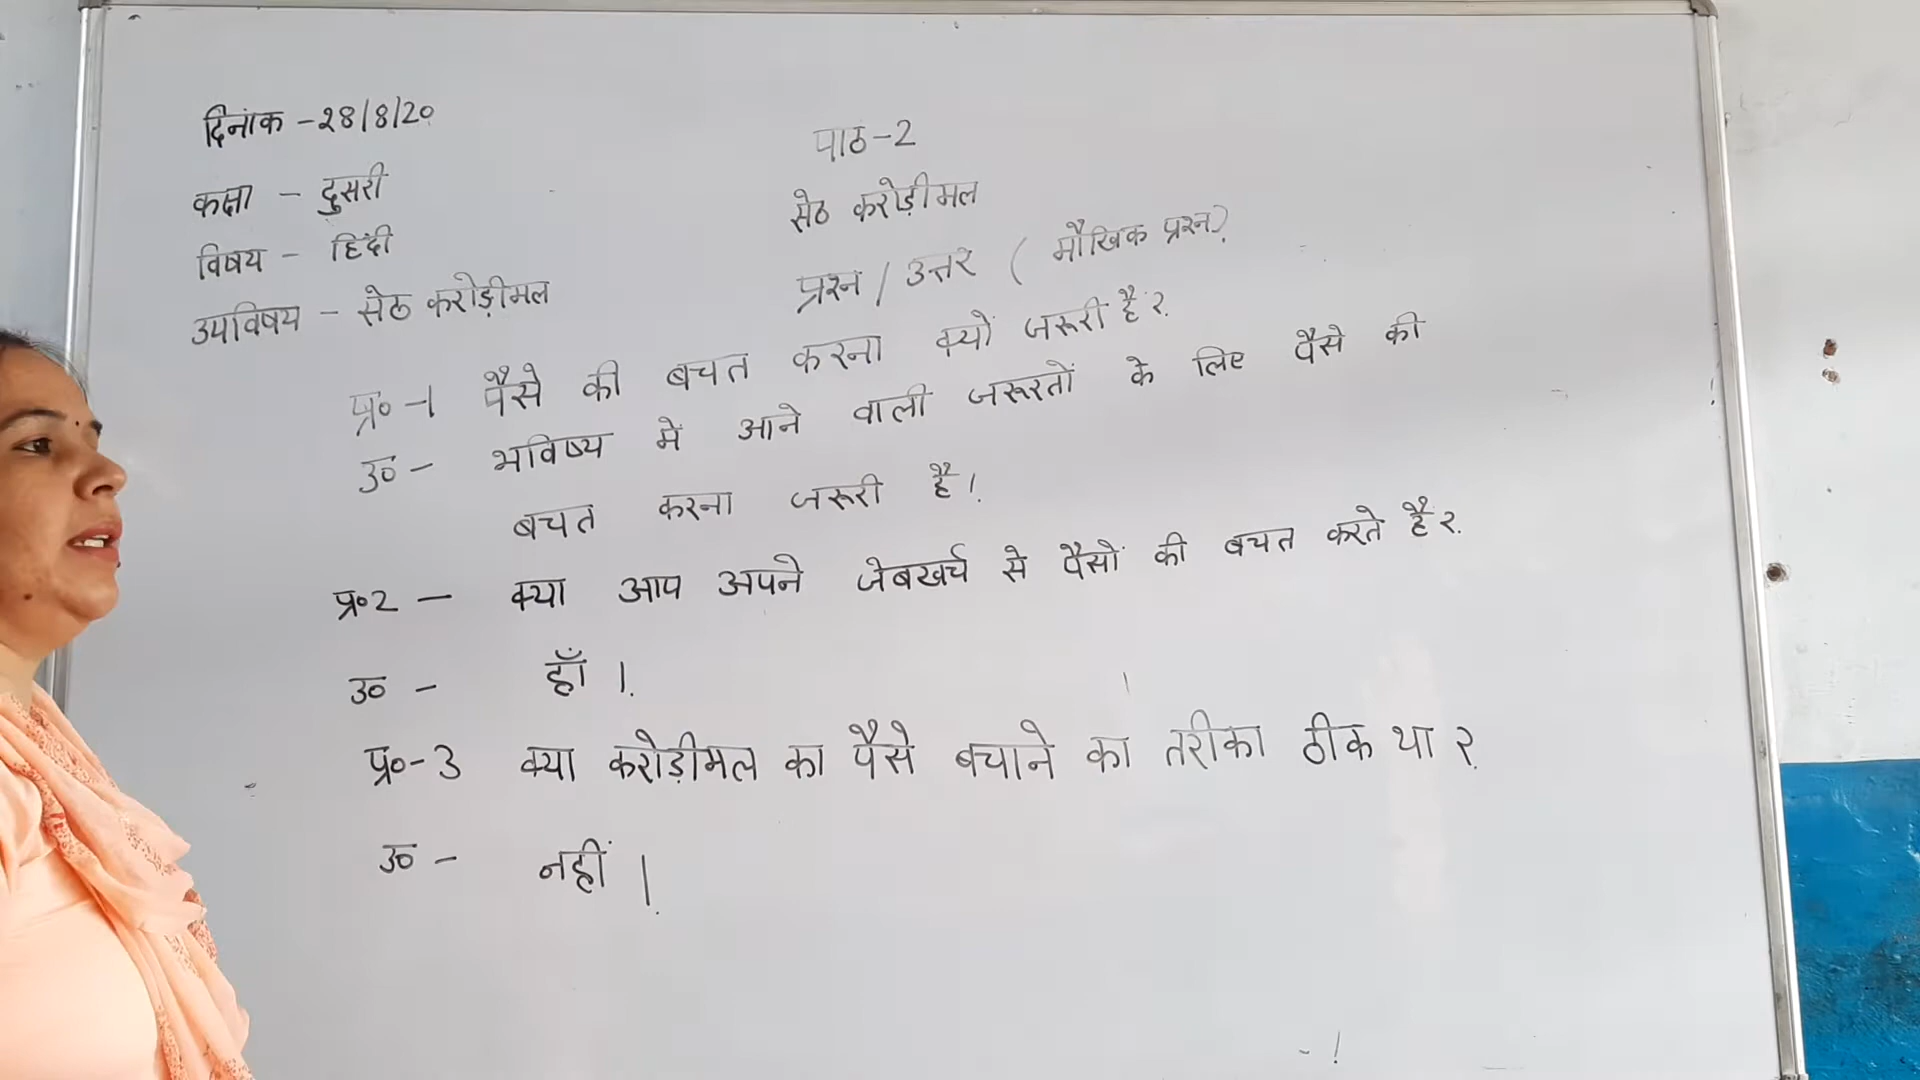 दिनांक -28/8/20
कक्षा - दुसरी
विषय - हिंदी
उपविषय - सेठ करोड़ीमल
पाठ-2
सेठ करोड़ीमल
प्रश्न / उत्तर ( मौखिक प्रश्न)
प्र०-1 पैसे की बचत करना क्यों जरूरी है?
उ० - भविष्य में आने वाली जरूरतों के लिए पैसे की
बचत करना जरूरी है।
प्र०2 - क्या आप अपने जेबखर्च से पैसों की बचत करते हैं?
उ० - हाँ ।
प्र०-3 क्या करोड़ीमल का पैसे बचाने का तरीका ठीक था ?
उ० - नहीं ।